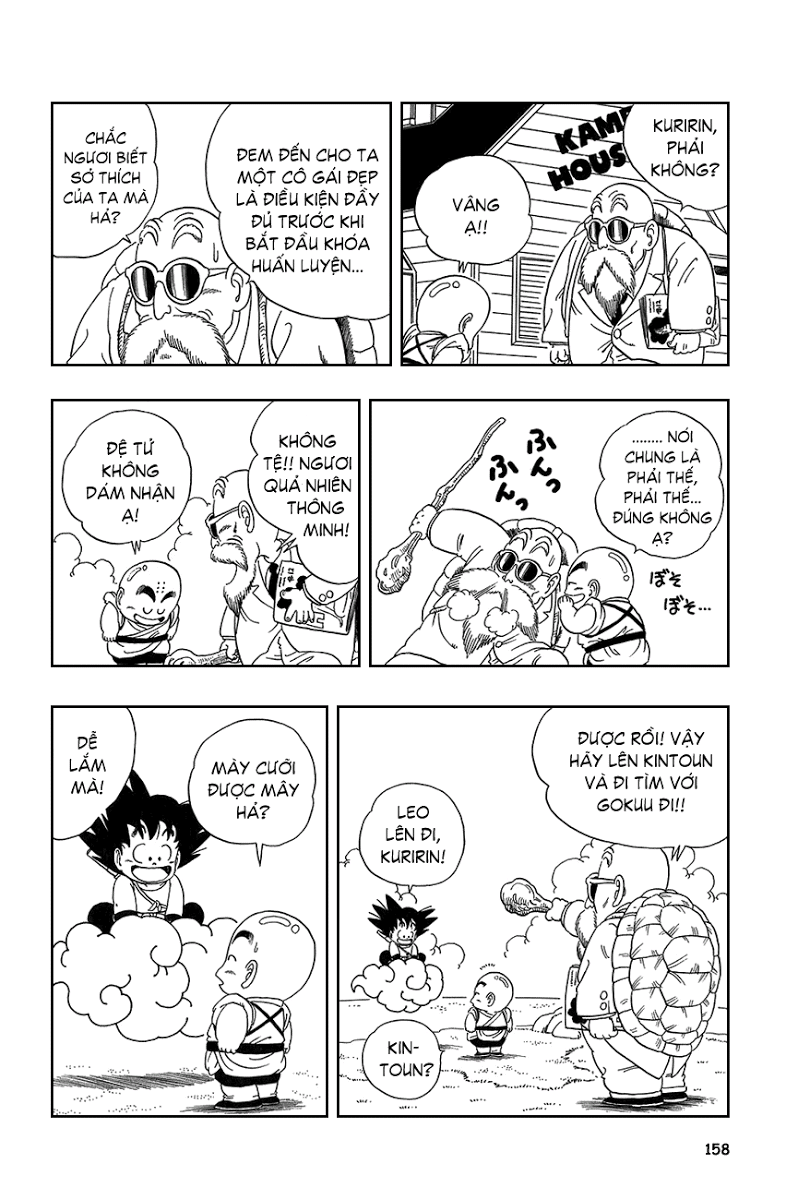 KURIRIN,
PHẢI
KHÔNG?
KAME
HOUS
VÂNG
Ạ!!
ĐEM ĐẾN CHO TA
MỘT CÔ GÁI ĐẸP
LÀ ĐIỀU KIỆN ĐẦY
ĐỦ TRƯỚC KHI
BẮT ĐẦU KHÓA
HUẤN LUYỆN...
CHẮC
NGƯƠI BIẾT
SỞ THÍCH
CỦA TA MÀ
HẢ?
........ NÓI
CHUNG LÀ
PHẢI THẾ,
PHẢI THẾ...
ĐÚNG KHÔNG
Ạ?
ふんっ
ふんっ
ぼそ
ぼそ...
KHÔNG
TỆ!! NGƯƠI
QUẢ NHIÊN
THÔNG
MINH!
ĐỆ TỬ
KHÔNG
DÁM NHẬN
Ạ!
ĐƯỢC RỒI! VẬY
HÃY LÊN KINTOUN
VÀ ĐI TÌM VỚI
GOKUU ĐI!!
LEO
LÊN ĐI,
KURIRIN!
KIN-
TOUN?
MÀY CƯỠI
ĐƯỢC MÂY
HẢ?
DỄ
LẮM
MÀ!
158